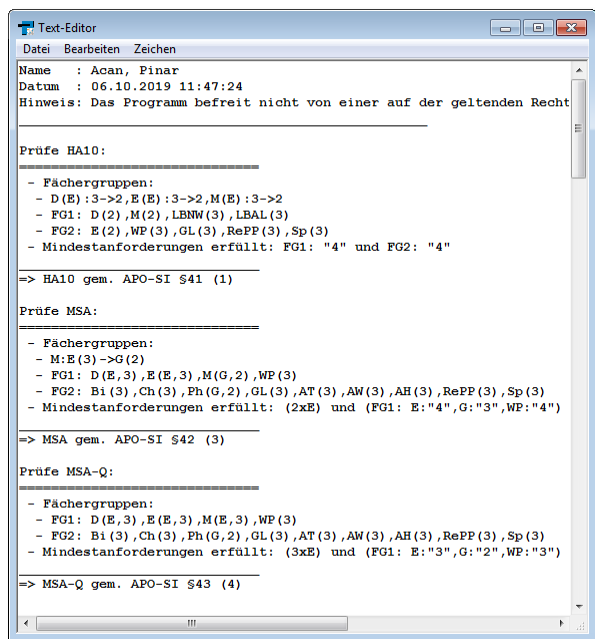 Text-Editor
Datei Bearbeiten Zeichen
Name   : Acan, Pinar
Datum  : 06.10.2019 11:47:24
Hinweis: Das Programm befreit nicht von einer auf der geltenden Recht
Prüfe HA10:
===============================
- Fächergruppen:
- D(E):3->2,E(E):3->2,M(E):3->2
- FG1: D(2),M(2),LBNW(3),LBAL(3)
- FG2: E(2),WP(3),GL(3),RePP(3),Sp(3)
- Mindestanforderungen erfüllt: FG1: "4" und FG2: "4"
=> HA10 gem. APO-SI §41 (1)
Prüfe MSA:
===============================
- Fächergruppen:
- M:E(3)->G(2)
- FG1: D(E,3),E(E,3),M(G,2),WP(3)
- FG2: Bi(3),Ch(3),Ph(G,2),GL(3),AT(3),AW(3),AH(3),RePP(3),Sp(3)
- Mindestanforderungen erfüllt: (2xE) und (FG1: E:"4",G:"3",WP:"4")
=> MSA gem. APO-SI §42 (3)
Prüfe MSA-Q:
===============================
- Fächergruppen:
- FG1: D(E,3),E(E,3),M(E,3),WP(3)
- FG2: Bi(3),Ch(3),Ph(G,2),GL(3),AT(3),AW(3),AH(3),RePP(3),Sp(3)
- Mindestanforderungen erfüllt: (3xE) und (FG1: E:"3",G:"2",WP:"3")
=> MSA-Q gem. APO-SI §43 (4)